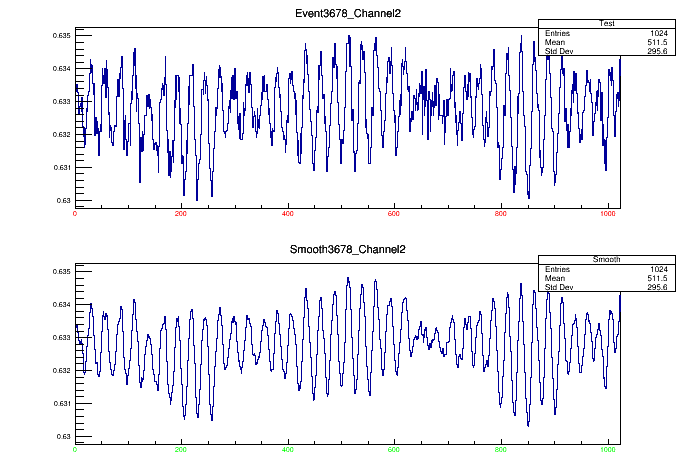 Event3678_Channel2
Test
Entries 1024
Mean 511.5
Std Dev 295.6
0.635
0.634
0.633
0.632
0.631
0.63
0 200 400 600 800 1000
Smooth3678_Channel2
Smooth
Entries 1024
Mean 511.5
Std Dev 295.6
0.635
0.634
0.633
0.632
0.631
0.63
0 200 400 600 800 1000